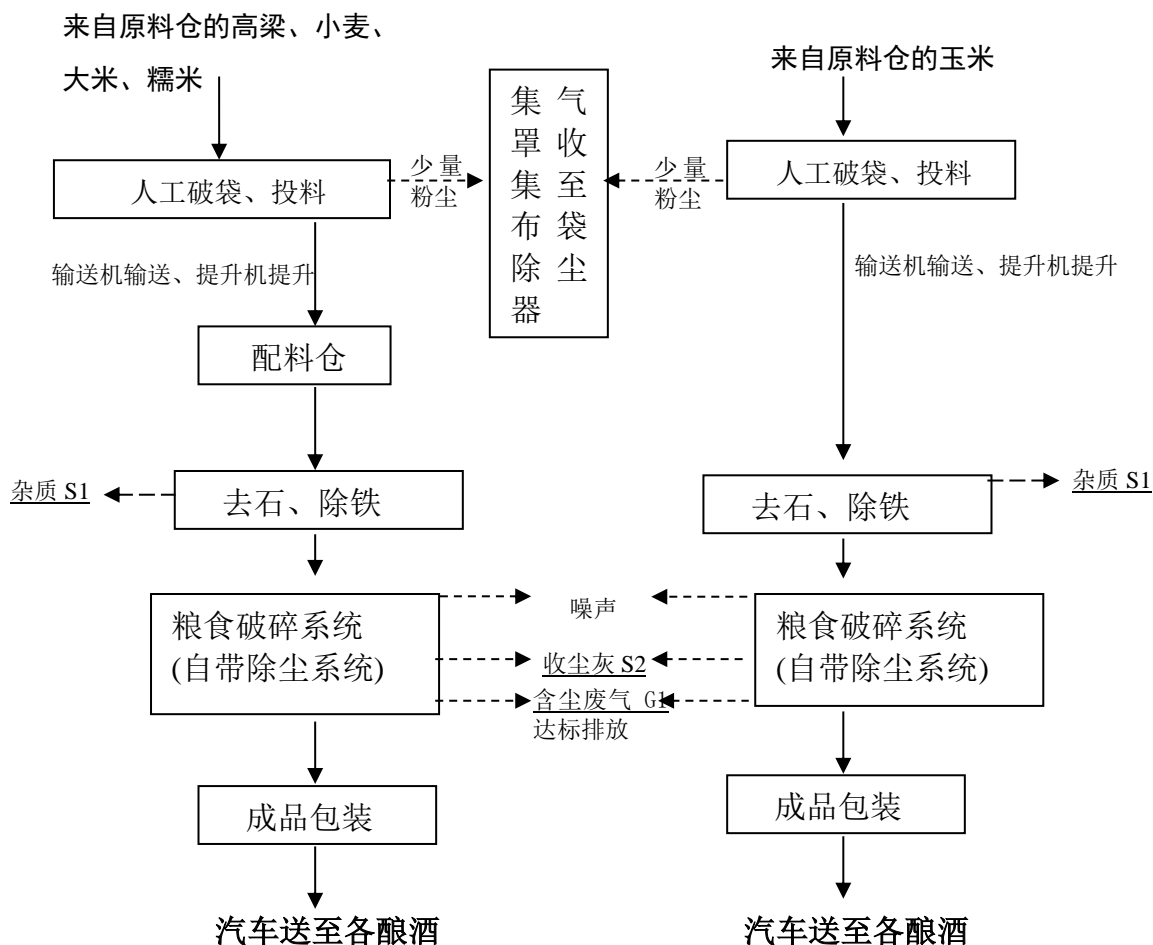 来自原料仓的高梁、小麦、
大米、糯米
来自原料仓的玉米
集气
罩收
集至
布袋
除尘
器
人工破袋、投料
少量
粉尘
少量
粉尘
人工破袋、投料
输送机输送、提升机提升
输送机输送、提升机提升
配料仓
杂质 S1
去石、除铁
去石、除铁
杂质 S1
粮食破碎系统
(自带除尘系统)
噪声
收尘灰 S2
含尘废气 G1
达标排放
粮食破碎系统
(自带除尘系统)
成品包装
成品包装
汽车送至各酿酒
汽车送至各酿酒